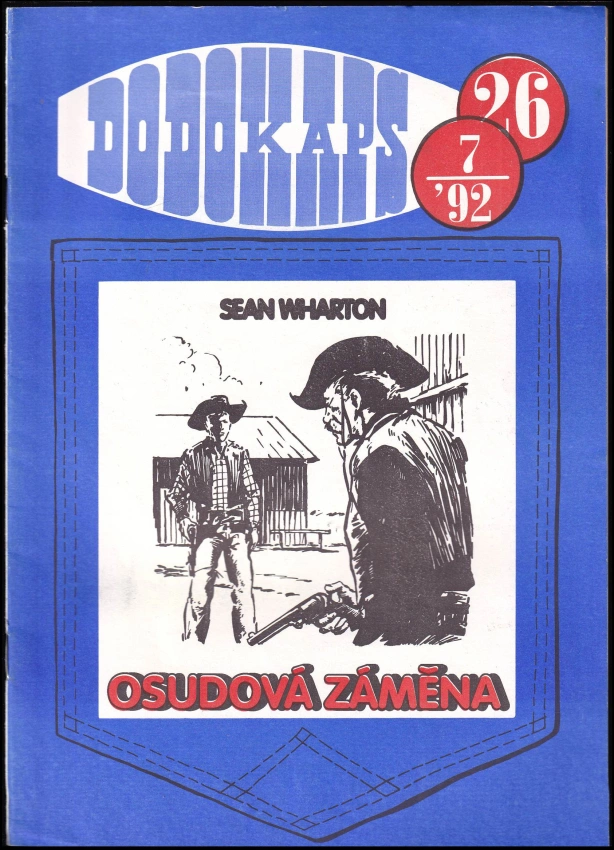 DODOKAPS
26
7
'92
SEAN WHARTON
OSUDOVÁ ZÁMĚNA